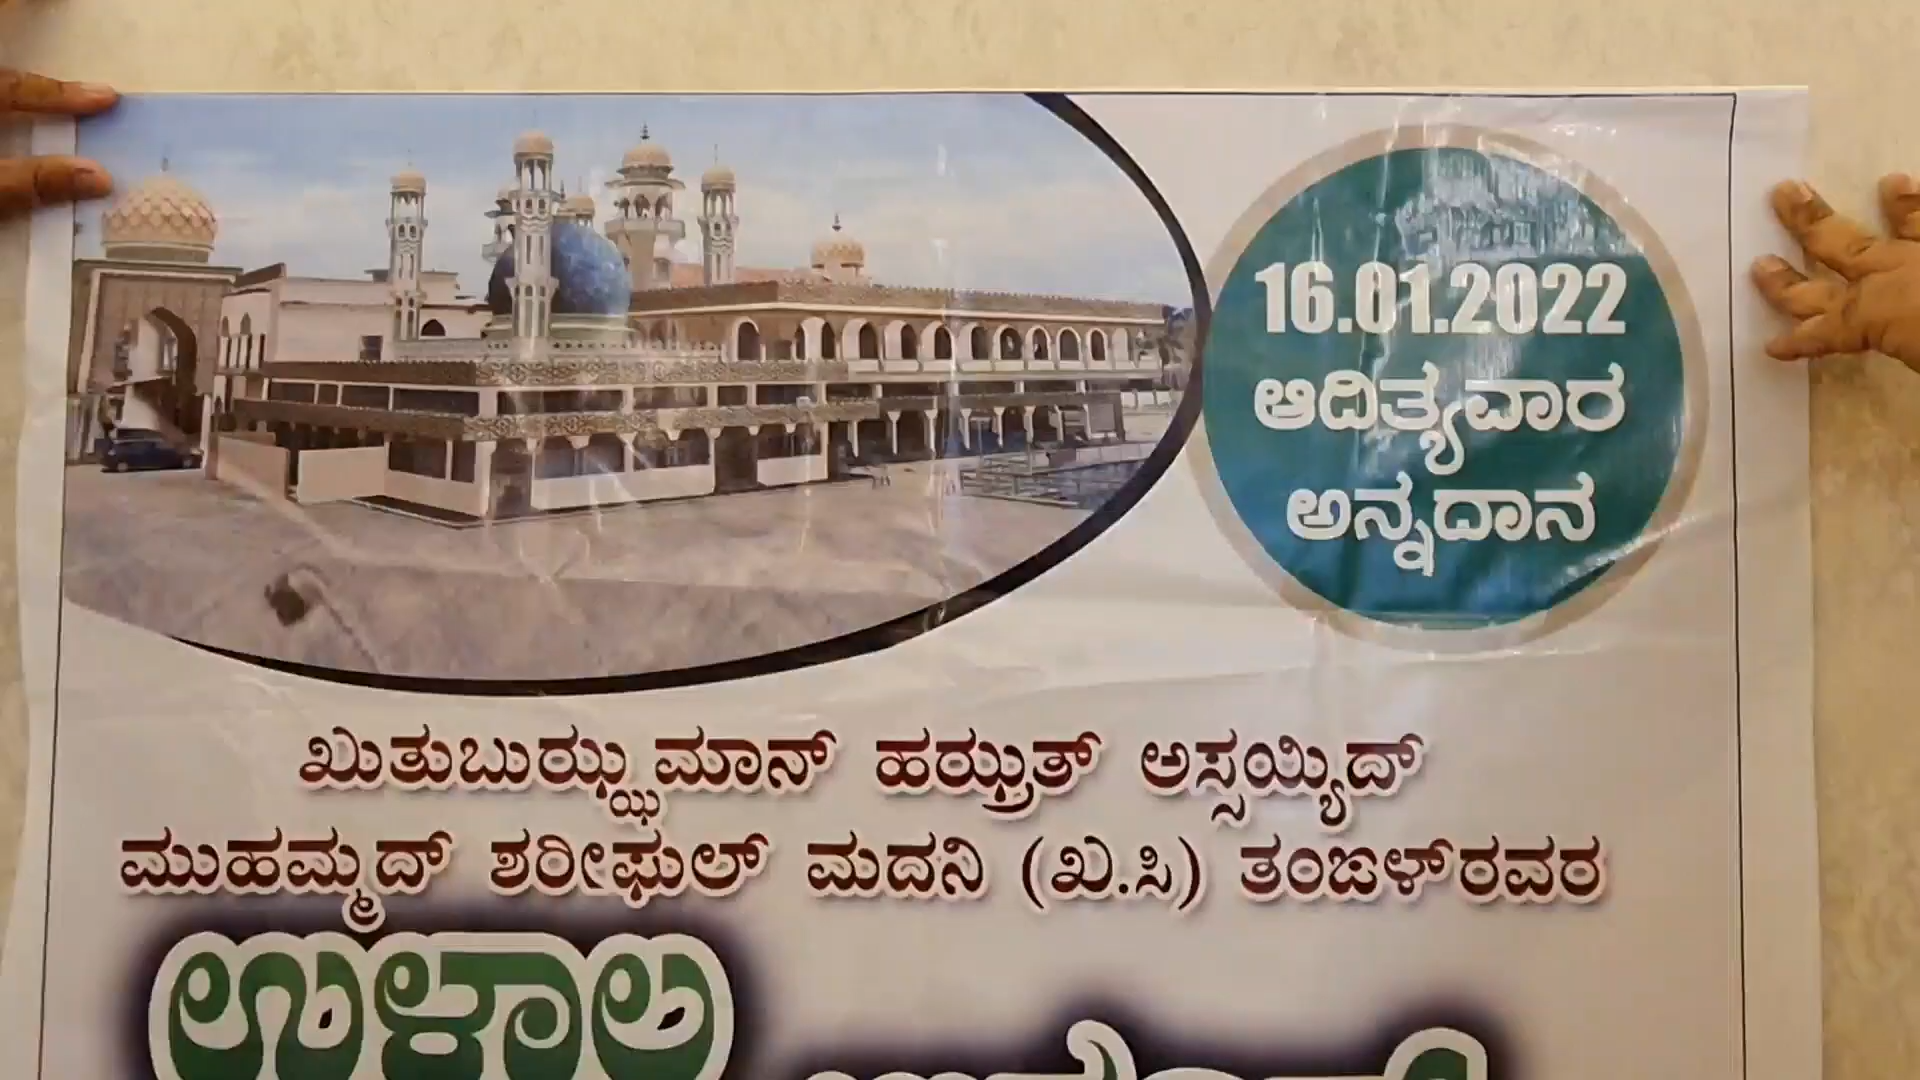 16.01.2022
ಆದಿತ್ಯವಾರ
ಅನ್ನದಾನ
ಖುತುಬುಝ್ಝಮಾನ್ ಹಝ್ರತ್ ಅಸ್ಸಯ್ಯಿದ್
ಮುಹಮ್ಮದ್ ಶರೀಫುಲ್ ಮದನಿ (ಖ.ಸಿ) ತಂಙಳ್‌ರವರ
ಉಳ್ಳಾಲ